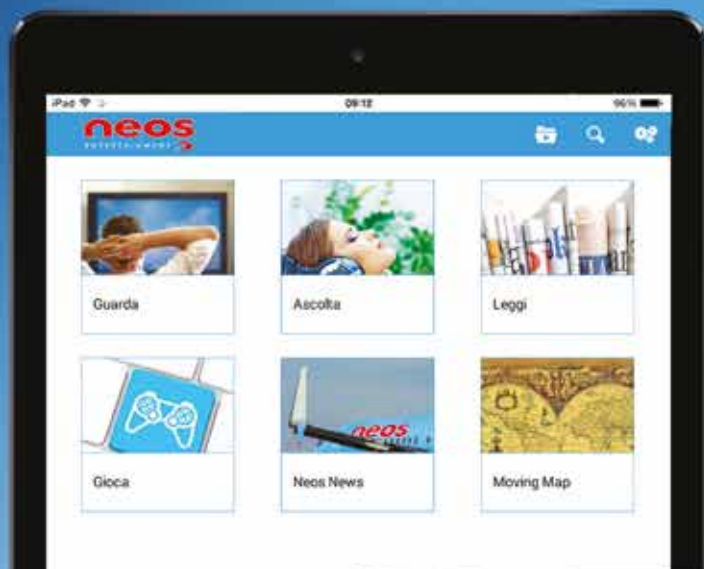 iPad 09:12 96%
neos
ENTERTAINMENT
Guarda Ascolta Leggi
neos
Gioca Neos News Moving Map